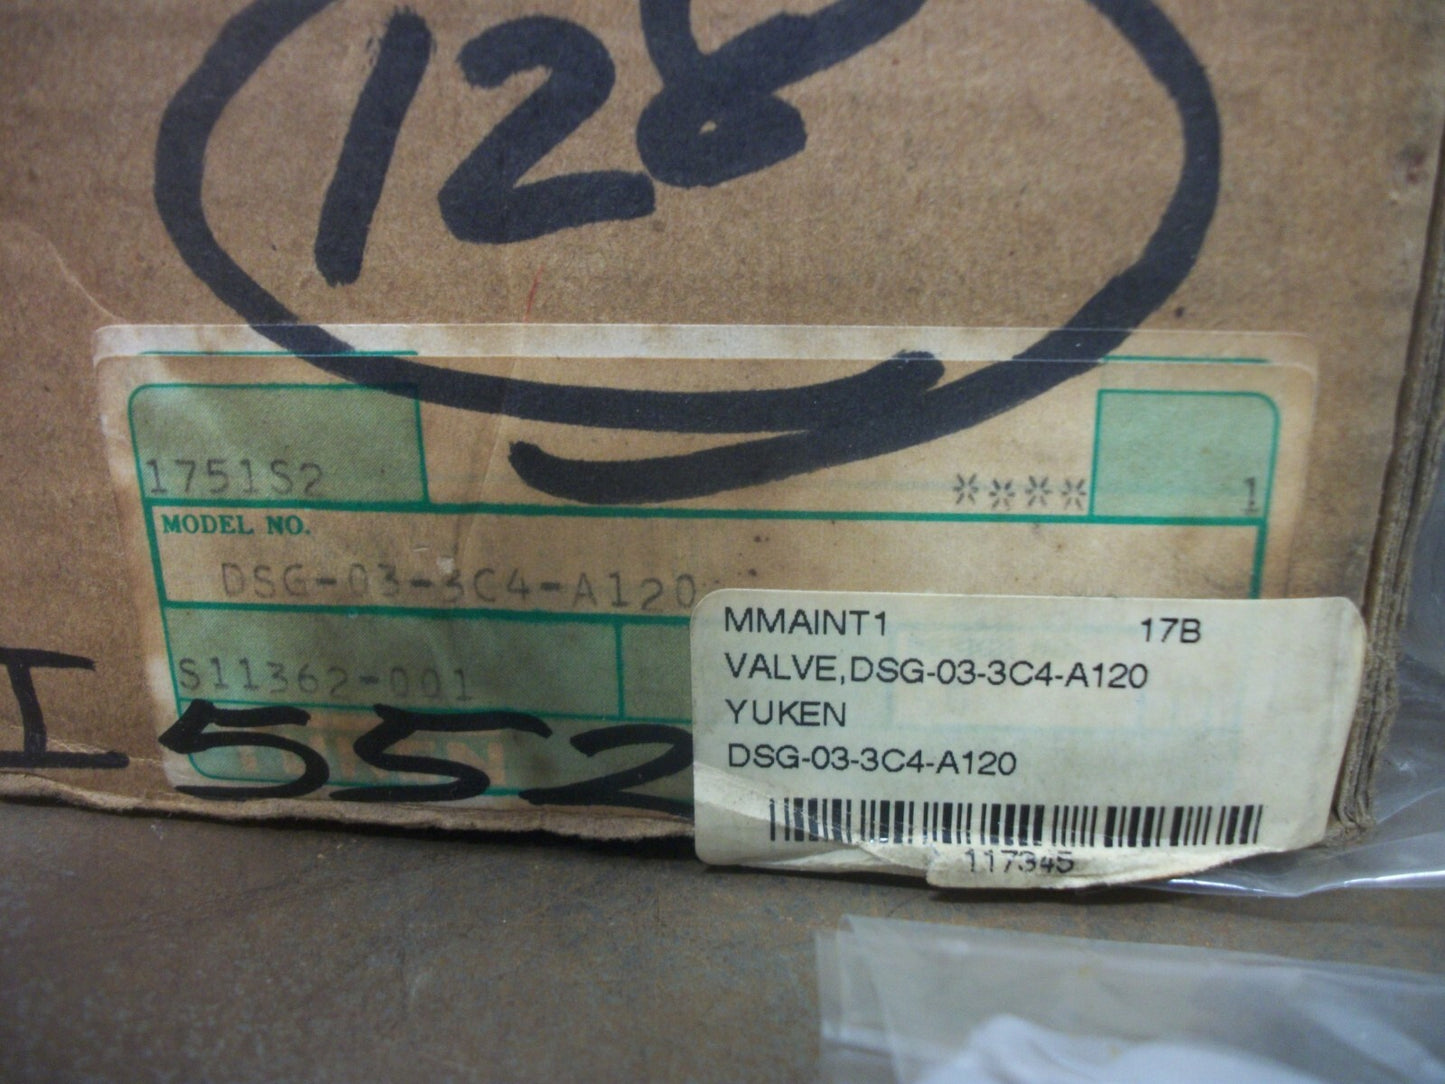 128
1751S2 **** 1
MODEL NO.
DSG-03-3C4-A120
S11362-001
I 552
MMAINT1 17B
VALVE,DSG-03-3C4-A120
YUKEN
DSG-03-3C4-A120
117345